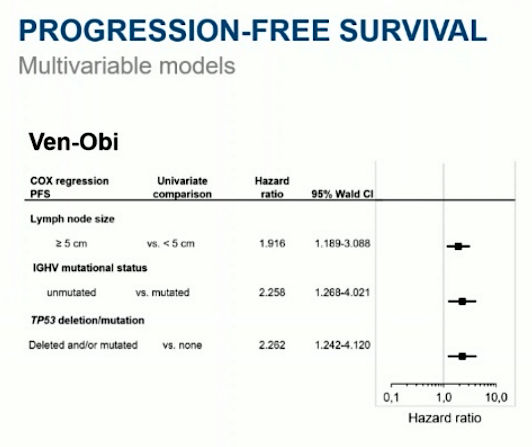 PROGRESSION-FREE SURVIVAL
Multivariable models
Ven-Obi
COX regression PFS Univariate comparison Hazard ratio 95% Wald CI
Lymph node size
≥ 5 cm vs. < 5 cm 1.916 1.189-3.088
IGHV mutational status
unmutated vs. mutated 2.258 1.268-4.021
TP53 deletion/mutation
Deleted and/or mutated vs. none 2.262 1.242-4.120
0,1 1,0 10,0
Hazard ratio